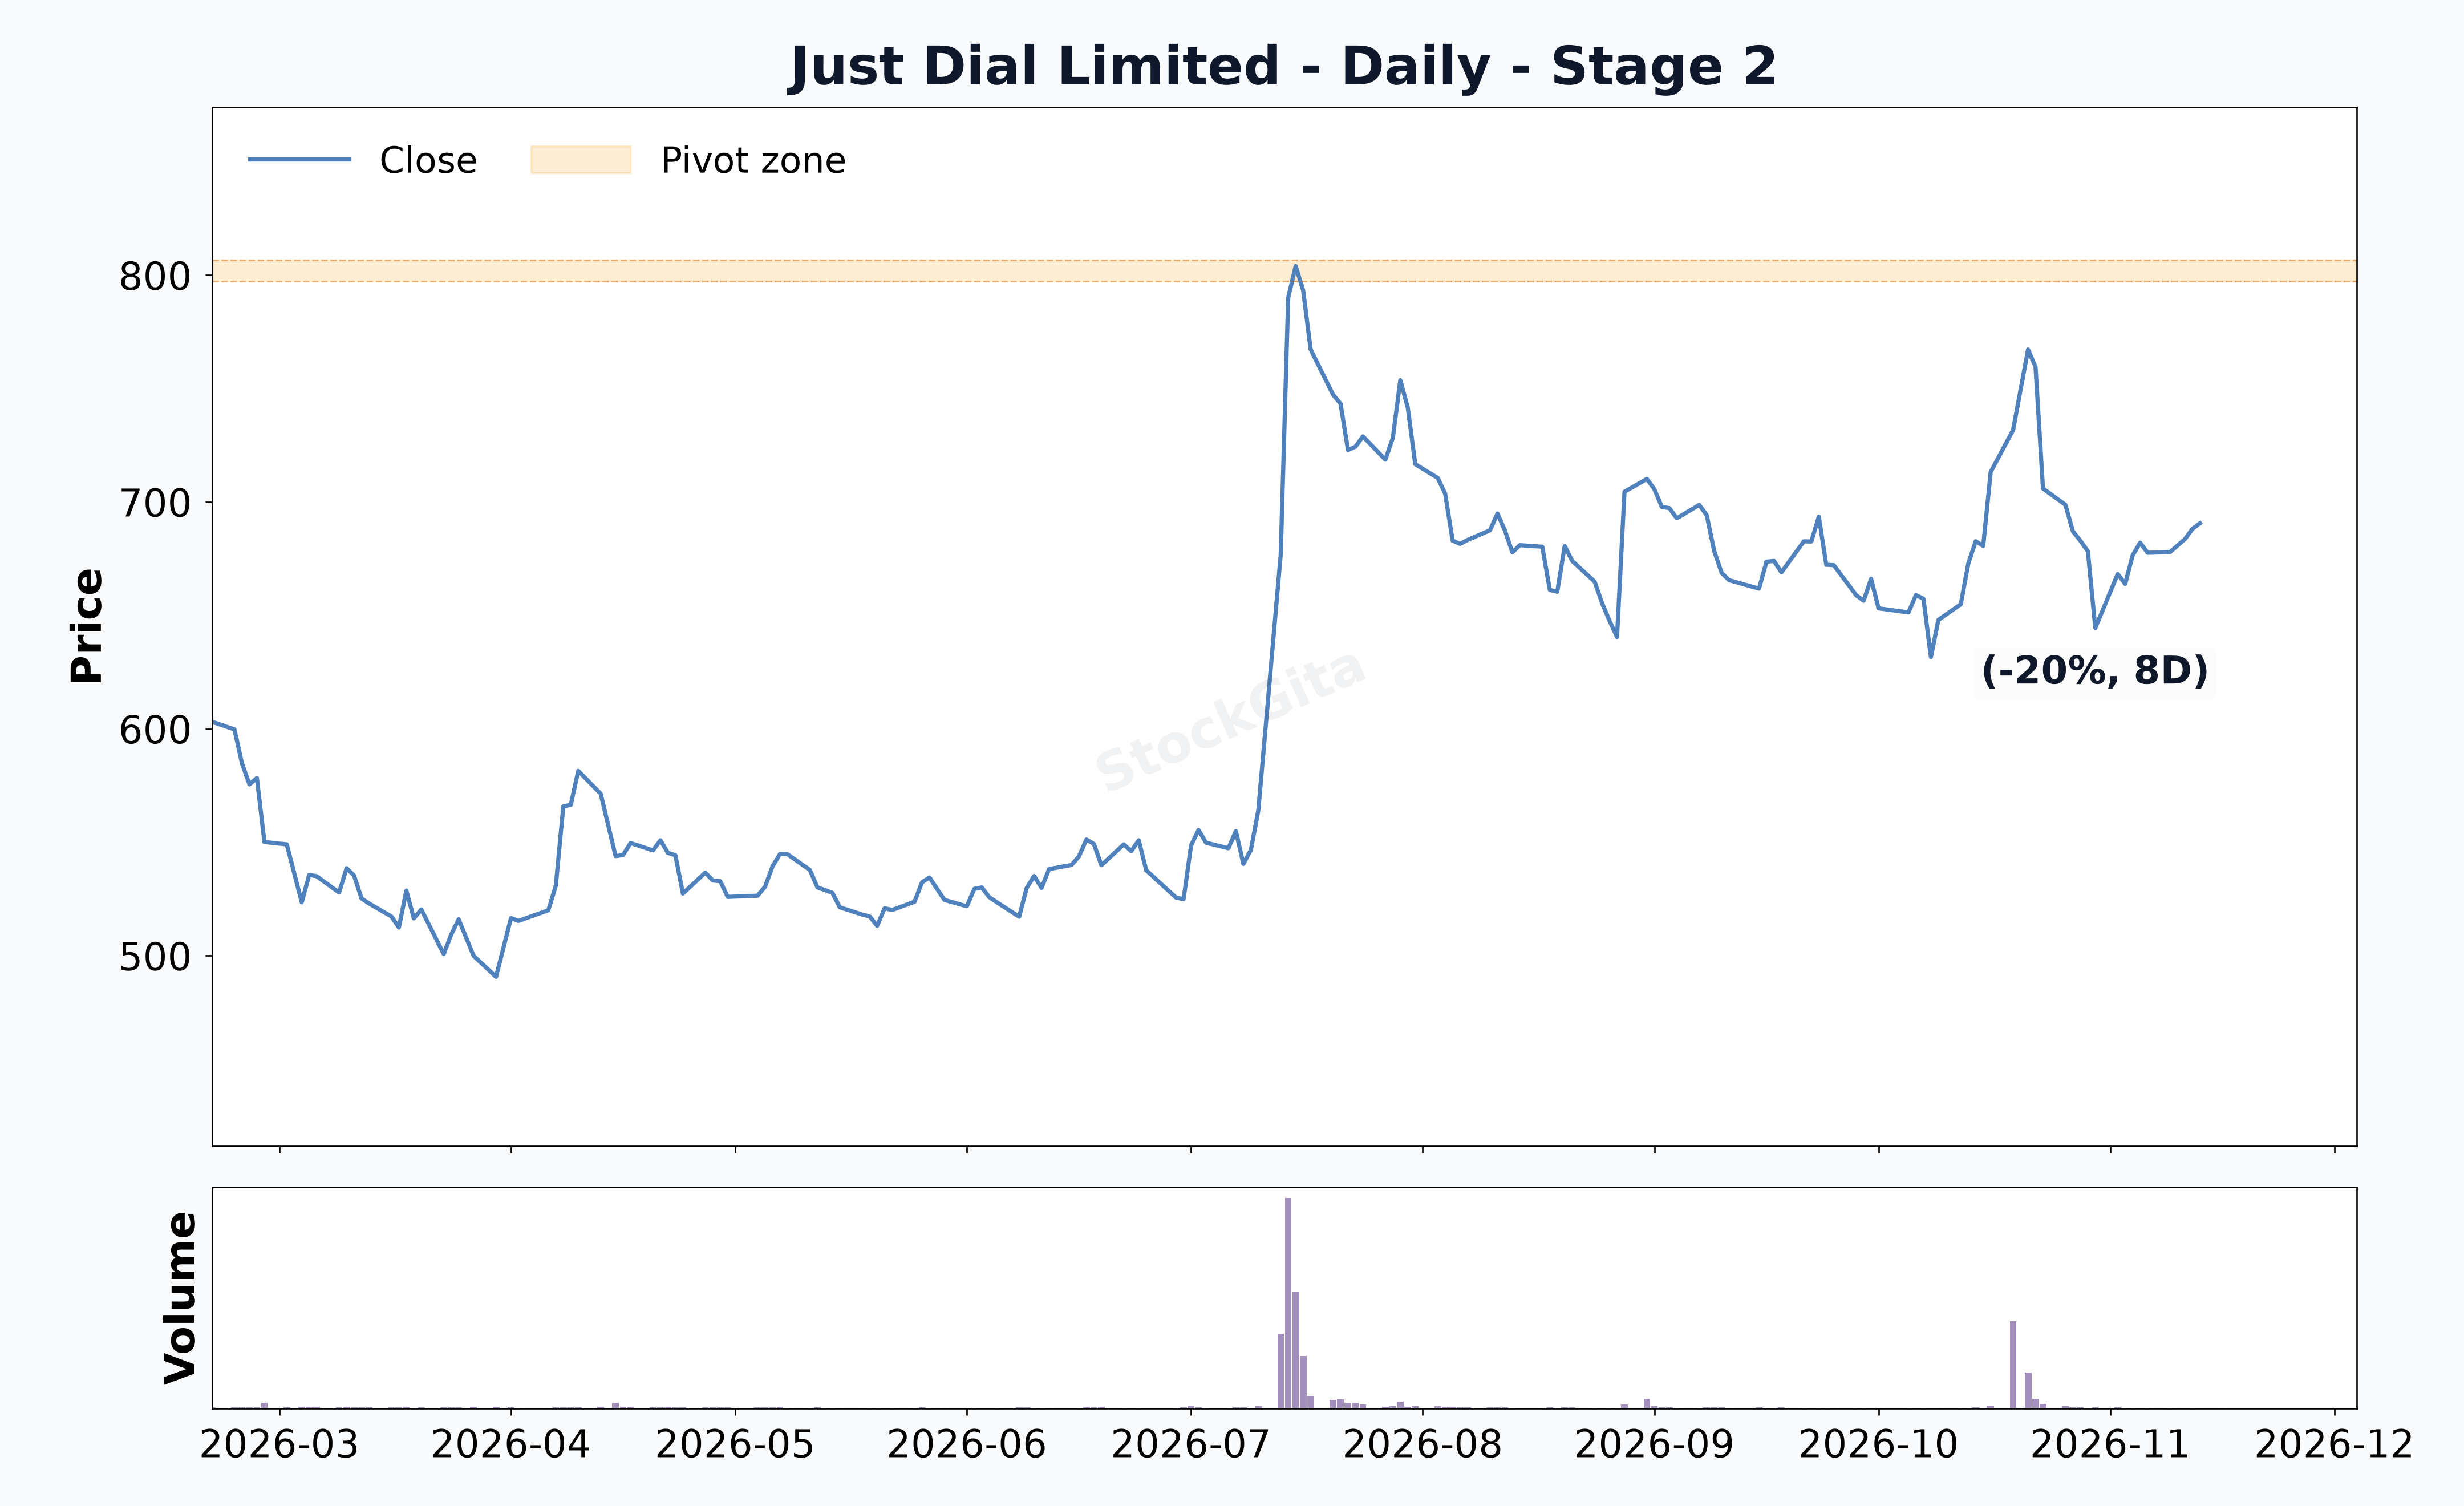 Just Dial Limited - Daily - Stage 2
Close
Pivot zone
800
700
600
500
Price
StockGita
(-20%, 8D)
Volume
2026-03
2026-04
2026-05
2026-06
2026-07
2026-08
2026-09
2026-10
2026-11
2026-12